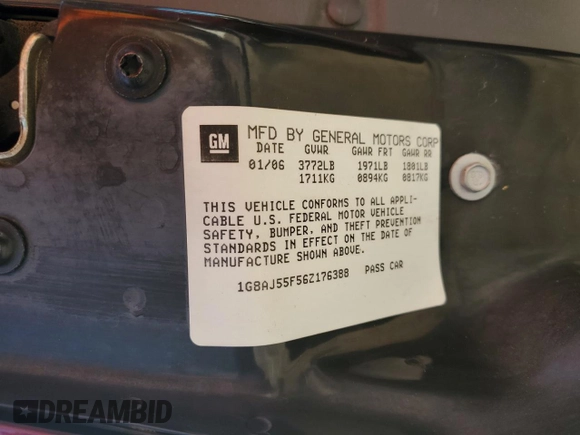 GM MFD BY GENERAL MOTORS CORP
DATE GVWR GAWR FRT GAWR RR
01/06 3772LB 1971LB 1801LB
1711KG 0894KG 0817KG
THIS VEHICLE CONFORMS TO ALL APPLI-
CABLE U.S. FEDERAL MOTOR VEHICLE
SAFETY, BUMPER, AND THEFT PREVENTION
STANDARDS IN EFFECT ON THE DATE OF
MANUFACTURE SHOWN ABOVE.
1G8AJ55F56Z176388 PASS CAR
DREAMBID